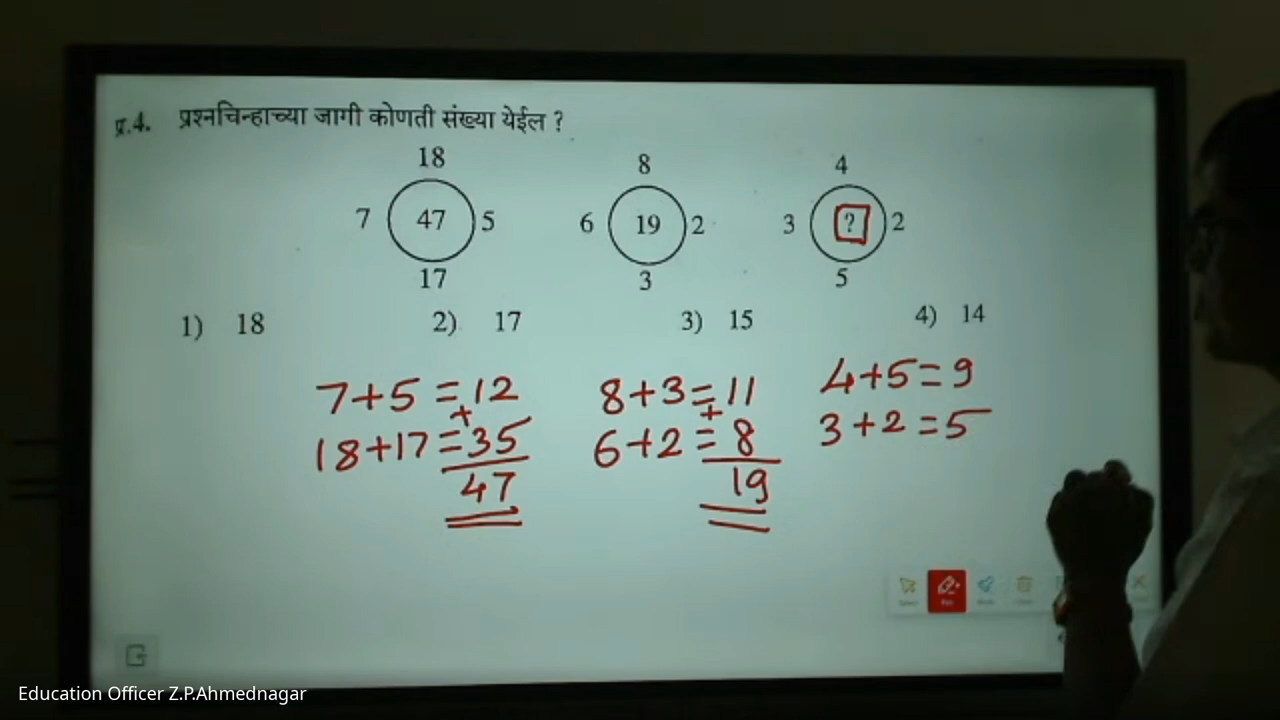 प्र.4. प्रश्नचिन्हाच्या जागी कोणती संख्या येईल ?
18 8 4
7 47 5 6 19 2 3 ? 2
17 3 5
1) 18 2) 17 3) 15 4) 14
7+5=12 8+3=11 4+5=9
+ +
18+17=35 6+2=8 3+2=5
47 19
Education Officer Z.P.Ahmednagar